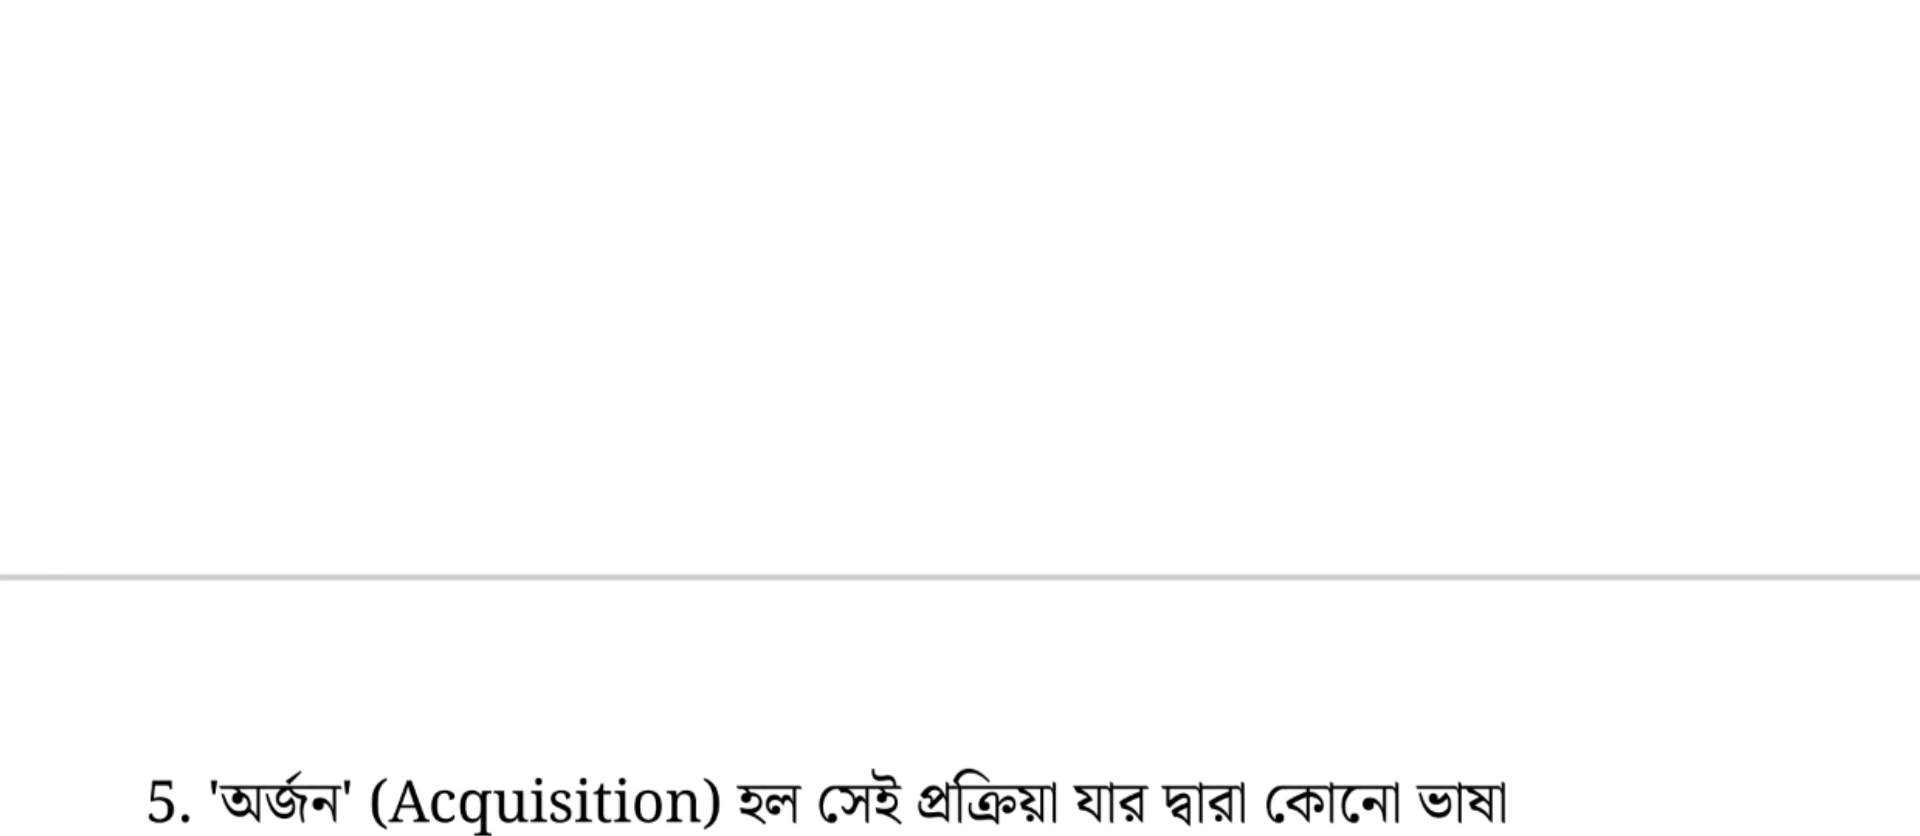 5. 'অর্জন' (Acquisition) হল সেই প্রক্রিয়া যার দ্বারা কোনো ভাষা